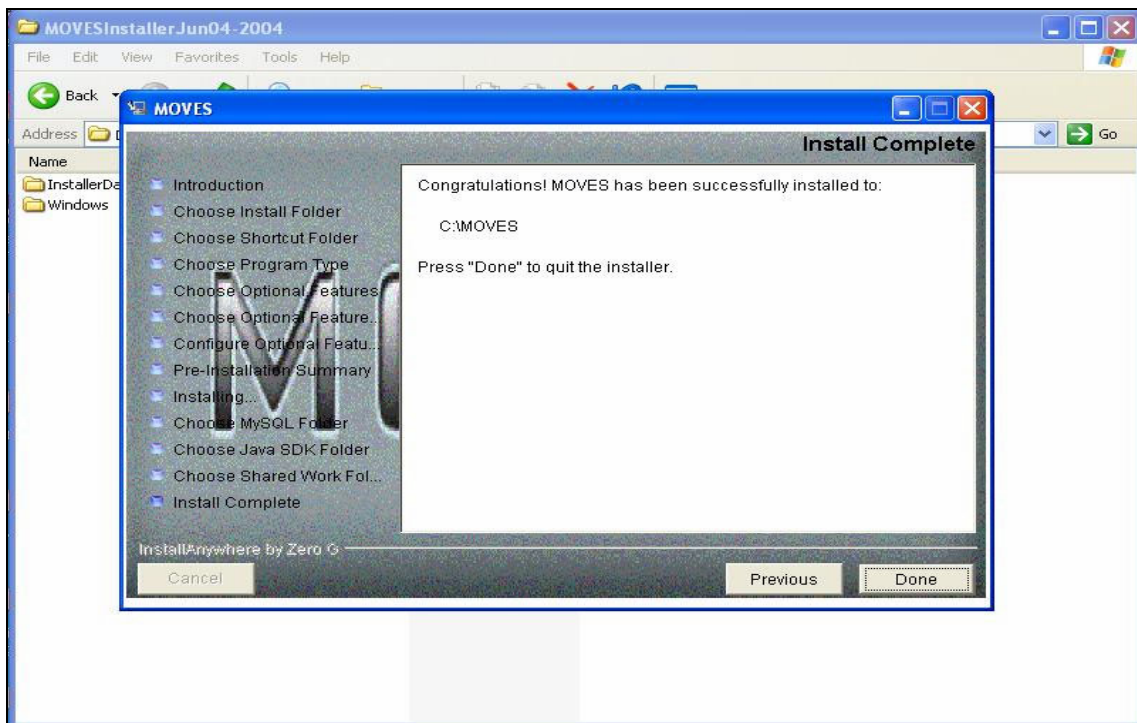 MOVESInstallerJun04-2004
File Edit View Favorites Tools Help
Back
Address
Go
Name
InstallerDa
Windows
MOVES
Install Complete
Introduction
Choose Install Folder
Choose Shortcut Folder
Choose Program Type
Choose Optional Features
Choose Optional Feature...
Configure Optional Featu...
Pre-Installation Summary
Installing...
Choose MySQL Folder
Choose Java SDK Folder
Choose Shared Work Fol...
Install Complete
Congratulations! MOVES has been successfully installed to:
C:\MOVES
Press "Done" to quit the installer.
InstallAnywhere by Zero G
Cancel
Previous
Done